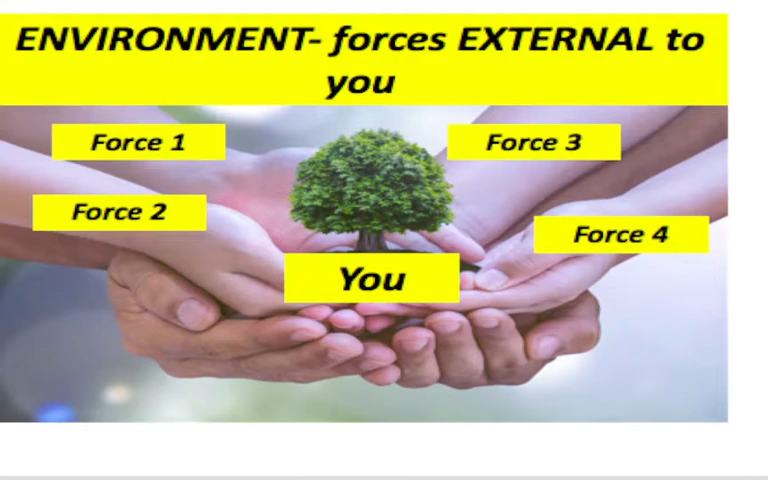 ENVIRONMENT- forces EXTERNAL to
you
Force 1
Force 3
Force 2
Force 4
You